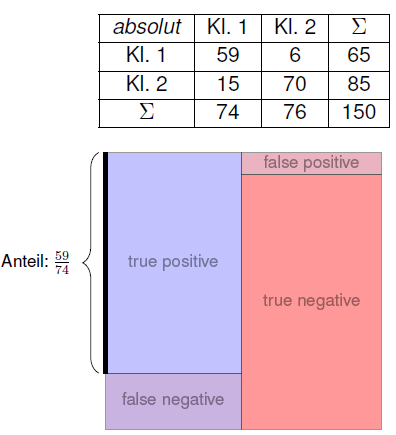 absolut Kl. 1 Kl. 2 Σ
Kl. 1 59 6 65
Kl. 2 15 70 85
Σ 74 76 150
false positive
Anteil: 59/74
true positive
true negative
false negative